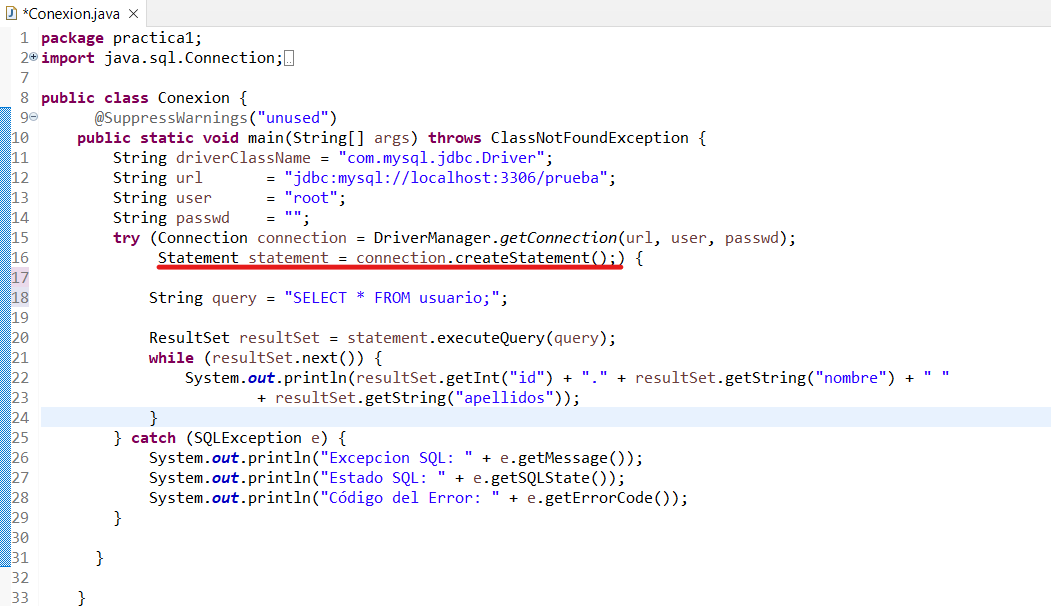 *Conexion.java
1 package practica1;
2 import java.sql.Connection;
7
8 public class Conexion {
9 @SuppressWarnings("unused")
10 public static void main(String[] args) throws ClassNotFoundException {
11 String driverClassName = "com.mysql.jdbc.Driver";
12 String url = "jdbc:mysql://localhost:3306/prueba";
13 String user = "root";
14 String passwd = "";
15 try (Connection connection = DriverManager.getConnection(url, user, passwd);
16 Statement statement = connection.createStatement();) {
17
18 String query = "SELECT * FROM usuario;";
19
20 ResultSet resultSet = statement.executeQuery(query);
21 while (resultSet.next()) {
22 System.out.println(resultSet.getInt("id") + "." + resultSet.getString("nombre") + " "
23 + resultSet.getString("apellidos"));
24 }
25 } catch (SQLException e) {
26 System.out.println("Excepcion SQL: " + e.getMessage());
27 System.out.println("Estado SQL: " + e.getSQLState());
28 System.out.println("Código del Error: " + e.getErrorCode());
29 }
30
31 }
32
33 }